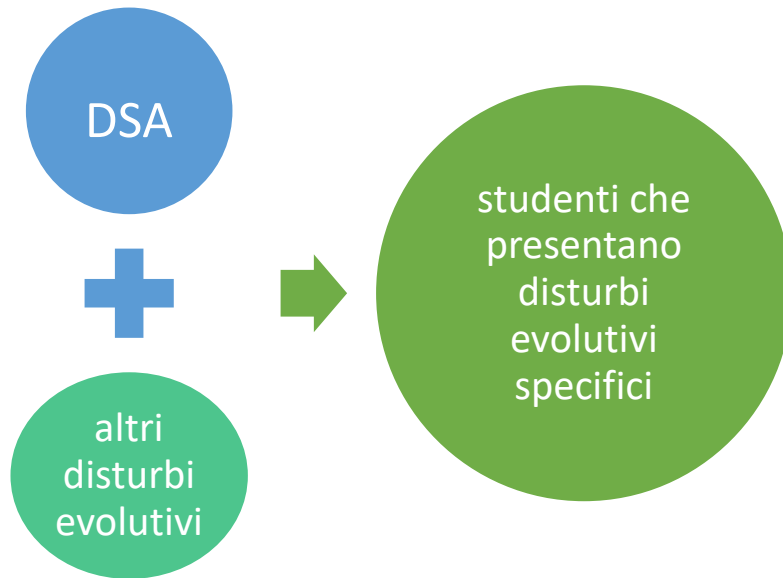 DSA
altri
disturbi
evolutivi
studenti che
presentano
disturbi
evolutivi
specifici